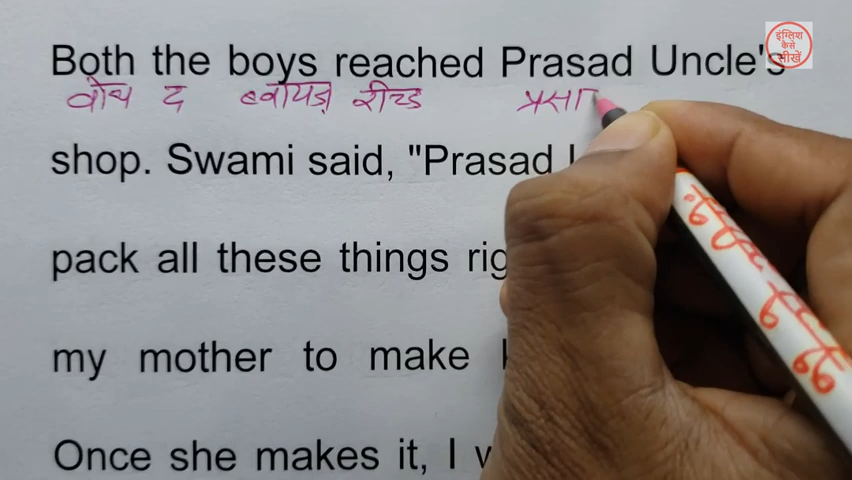 Both the boys reached Prasad Uncle's
बोथ द ब्वायज़ रीच्ड प्रसा
shop. Swami said, "Prasad
pack all these things
my mother to make
Once she makes it, I
इंग्लिश
कैसे
सीखें